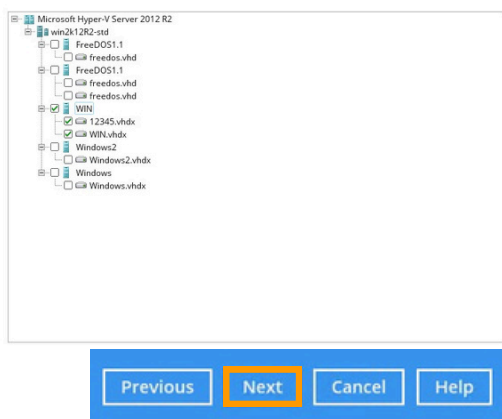 Microsoft Hyper-V Server 2012 R2
win2k12R2-std
FreeDOS1.1
freedos.vhd
FreeDOS1.1
freedos.vhd
freedos.vhd
WIN
12345.vhdx
WIN.vhdx
Windows2
Windows2.vhdx
Windows
Windows.vhdx
Previous Next Cancel Help